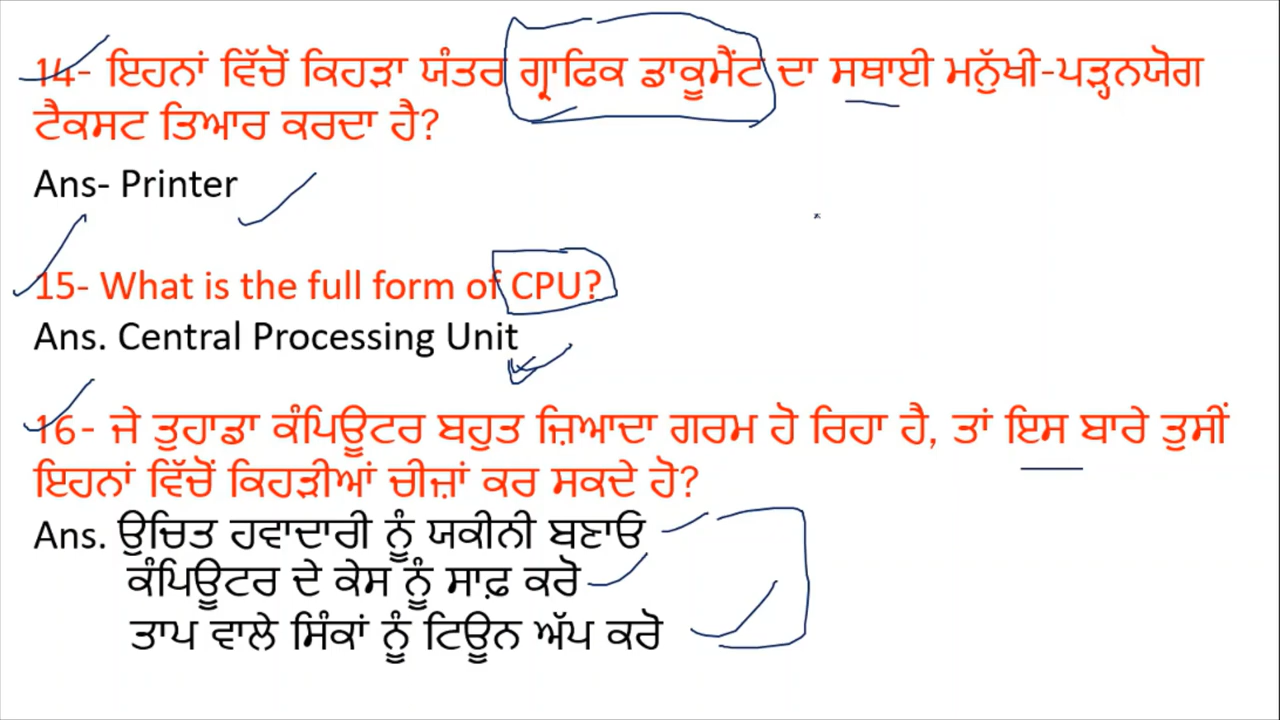 14- ਇਹਨਾਂ ਵਿੱਚੋਂ ਕਿਹੜਾ ਯੰਤਰ ਗ੍ਰਾਫਿਕ ਡਾਕੂਮੈਂਟ ਦਾ ਸਥਾਈ ਮਨੁੱਖੀ-ਪੜ੍ਹਨਯੋਗ
ਟੈਕਸਟ ਤਿਆਰ ਕਰਦਾ ਹੈ?
Ans- Printer
15- What is the full form of CPU?
Ans. Central Processing Unit
16- ਜੇ ਤੁਹਾਡਾ ਕੰਪਿਊਟਰ ਬਹੁਤ ਜ਼ਿਆਦਾ ਗਰਮ ਹੋ ਰਿਹਾ ਹੈ, ਤਾਂ ਇਸ ਬਾਰੇ ਤੁਸੀਂ
ਇਹਨਾਂ ਵਿੱਚੋਂ ਕਿਹੜੀਆਂ ਚੀਜ਼ਾਂ ਕਰ ਸਕਦੇ ਹੋ?
Ans. ਉਚਿਤ ਹਵਾਦਾਰੀ ਨੂੰ ਯਕੀਨੀ ਬਣਾਓ
ਕੰਪਿਊਟਰ ਦੇ ਕੇਸ ਨੂੰ ਸਾਫ਼ ਕਰੋ
ਤਾਪ ਵਾਲੇ ਸਿੰਕਾਂ ਨੂੰ ਟਿਊਨ ਅੱਪ ਕਰੋ